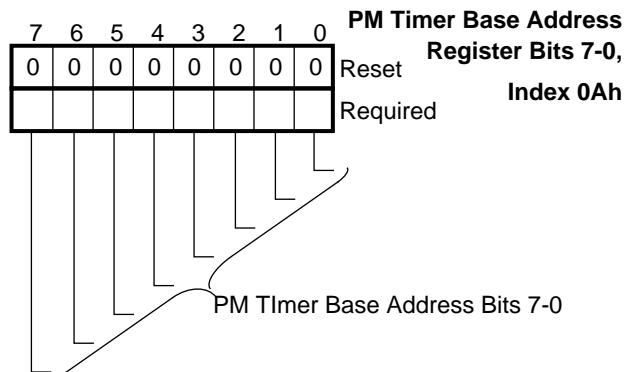 PM Timer Base Address
Register Bits 7-0,
Index 0Ah
7 6 5 4 3 2 1 0
0 0 0 0 0 0 0 0 Reset
Required
PM TImer Base Address Bits 7-0